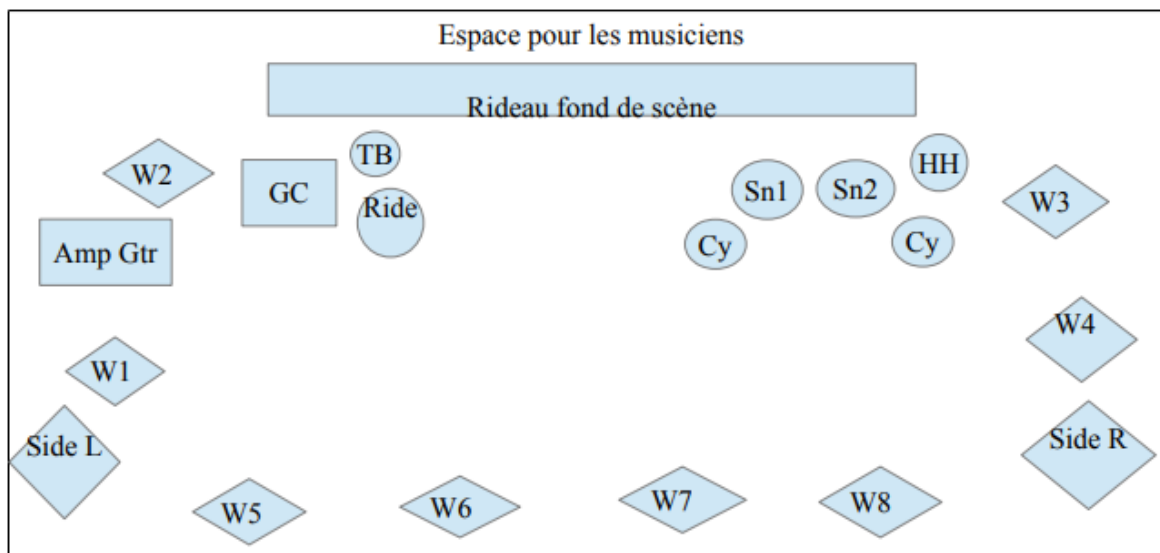 Espace pour les musiciens
Rideau fond de scène
TB
HH
W2
GC
Sn1
Sn2
W3
Ride
Cy
Cy
Amp Gtr
W4
W1
Side L
Side R
W5
W6
W7
W8